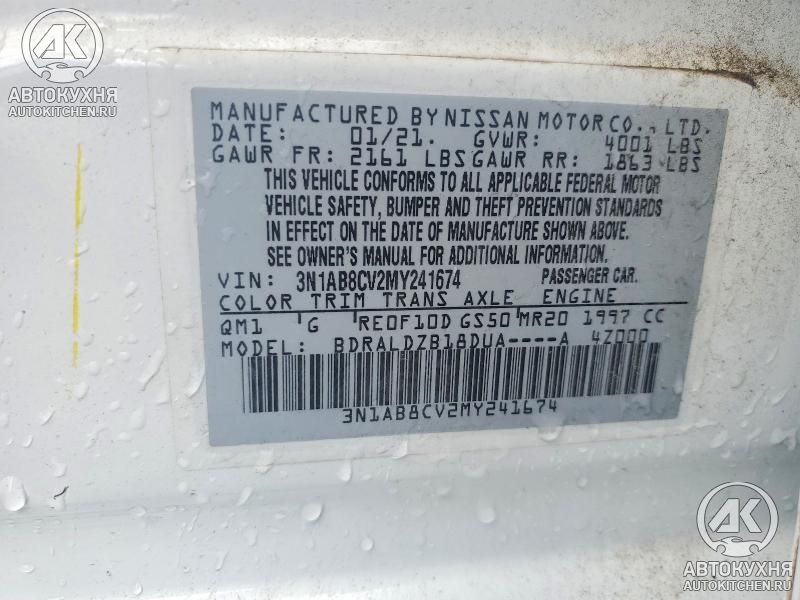 AK
АВТОКУХНЯ
AUTOKITCHEN.RU
MANUFACTURED BY NISSAN MOTOR CO., LTD.
DATE: 01/21. GVWR: 4001 LBS
GAWR FR: 2161 LBS GAWR RR: 1863 LBS
THIS VEHICLE CONFORMS TO ALL APPLICABLE FEDERAL MOTOR
VEHICLE SAFETY, BUMPER AND THEFT PREVENTION STANDARDS
IN EFFECT ON THE DATE OF MANUFACTURE SHOWN ABOVE.
SEE OWNER'S MANUAL FOR ADDITIONAL INFORMATION.
VIN: 3N1AB8CV2MY241674 PASSENGER CAR.
COLOR TRIM TRANS AXLE ENGINE
QM1 G RE0F10D GS50 MR20 1997 CC
MODEL: BDRALDZB18DUA----A 4Z000
3N1AB8CV2MY241674
AK
АВТОКУХНЯ
AUTOKITCHEN.RU